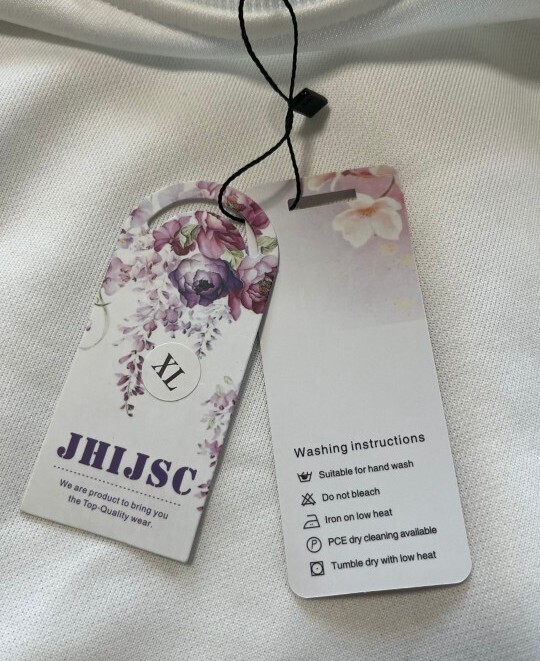 XL
JHIJSC
We are product to bring you
the Top-Quality wear.
Washing instructions
Suitable for hand wash
Do not bleach
Iron on low heat
P PCE dry cleaning available
Tumble dry with low heat